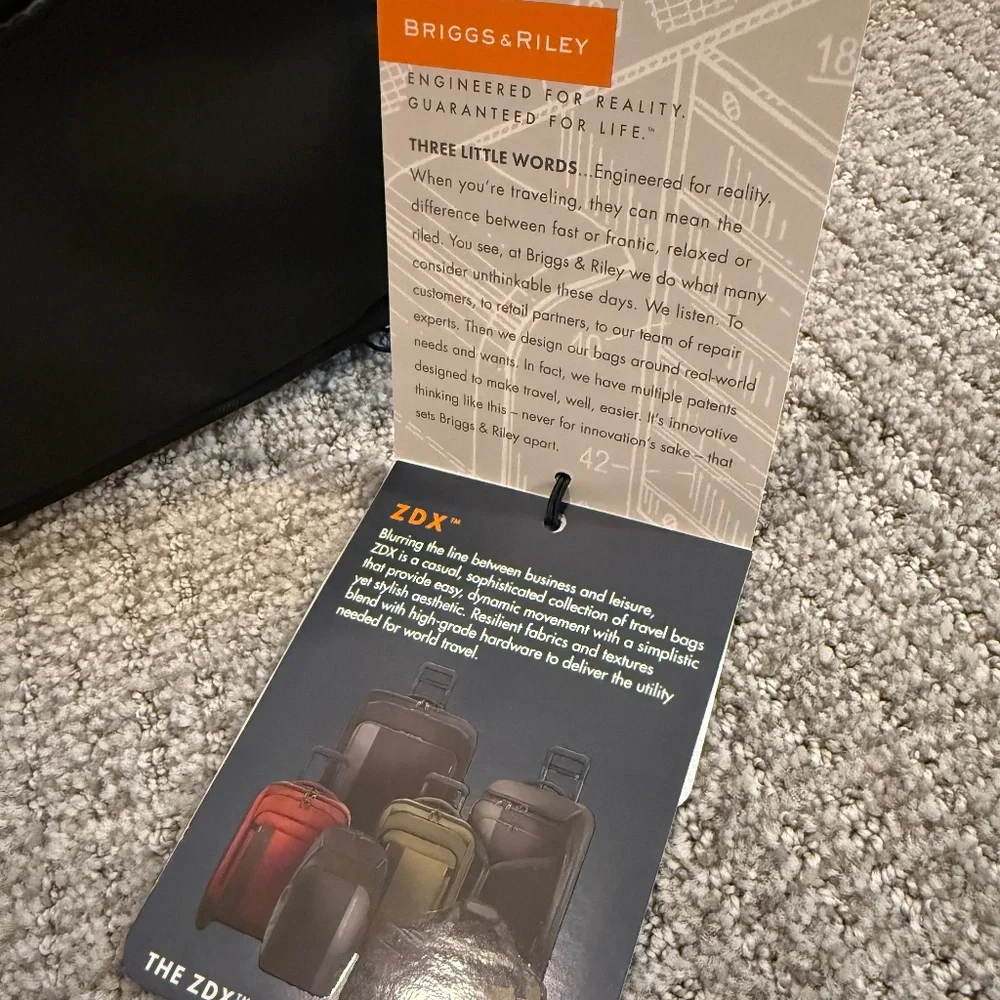 BRIGGS & RILEY
18
ENGINEERED FOR REALITY.
GUARANTEED FOR LIFE.™
THREE LITTLE WORDS...Engineered for reality.
When you're traveling, they can mean the
difference between fast or frantic, relaxed or
riled. You see, at Briggs & Riley we do what many
consider unthinkable these days. We listen. To
customers, to retail partners, to our team of repair
experts. Then we design our bags around real-world
needs and wants. In fact, we have multiple patents
designed to make travel, well, easier. It's innovative
thinking like this – never for innovation's sake – that
sets Briggs & Riley apart.
42
ZDX™
Blurring the line between business and leisure,
ZDX is a casual, sophisticated collection of travel bags
that provide easy, dynamic movement with a simplistic
yet stylish aesthetic. Resilient fabrics and textures
blend with high-grade hardware to deliver the utility
needed for world travel.
THE ZDX™